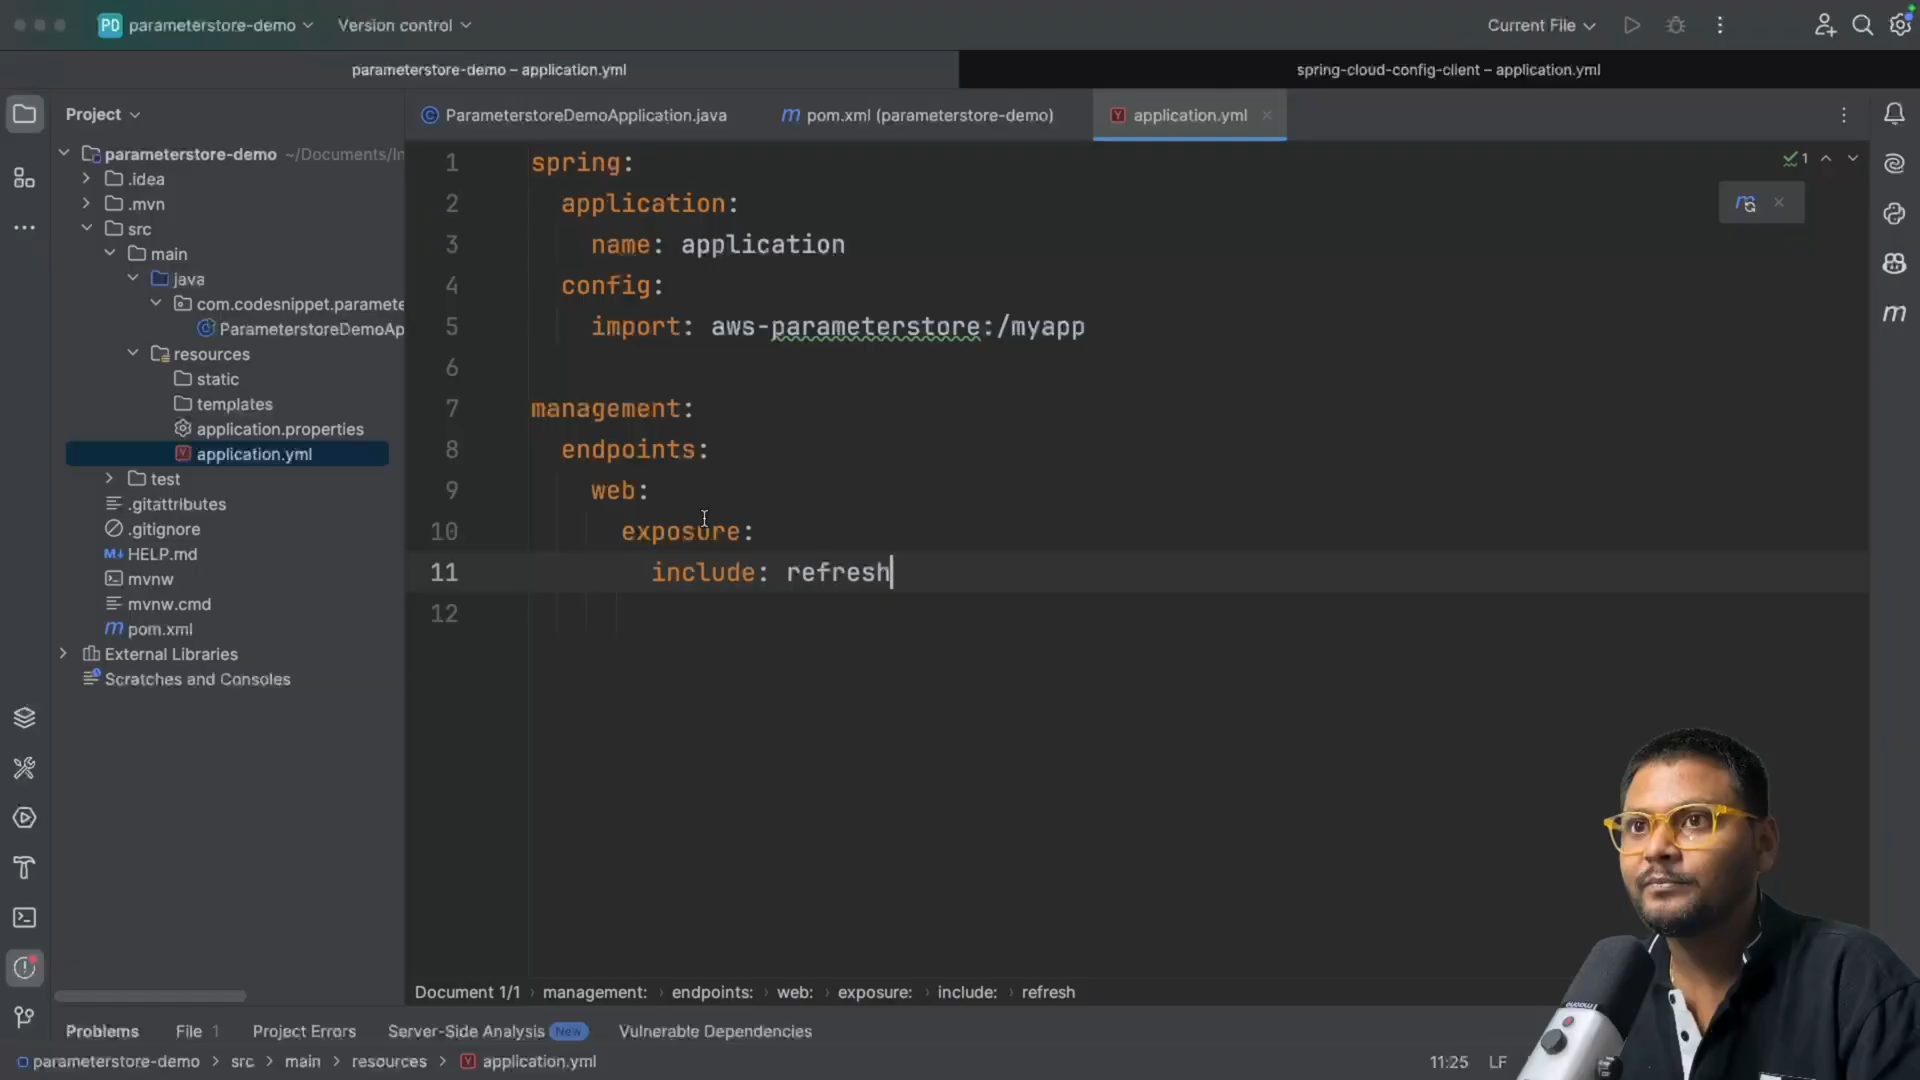 PD parameterstore-demo Version control Current File
parameterstore-demo – application.yml spring-cloud-config-client – application.yml
Project
ParameterstoreDemoApplication.java pom.xml (parameterstore-demo) application.yml
parameterstore-demo ~/Documents/In
.idea
.mvn
src
main
java
com.codesnippet.paramete
ParameterstoreDemoAp
resources
static
templates
application.properties
application.yml
test
.gitattributes
.gitignore
HELP.md
mvnw
mvnw.cmd
pom.xml
External Libraries
Scratches and Consoles
1 spring:
2 application:
3 name: application
4 config:
5 import: aws-parameterstore:/myapp
6
7 management:
8 endpoints:
9 web:
10 exposure:
11 include: refresh
12
1
Document 1/1 management: endpoints: web: exposure: include: refresh
Problems File 1 Project Errors Server-Side Analysis New Vulnerable Dependencies
parameterstore-demo src main resources application.yml 11:25 LF